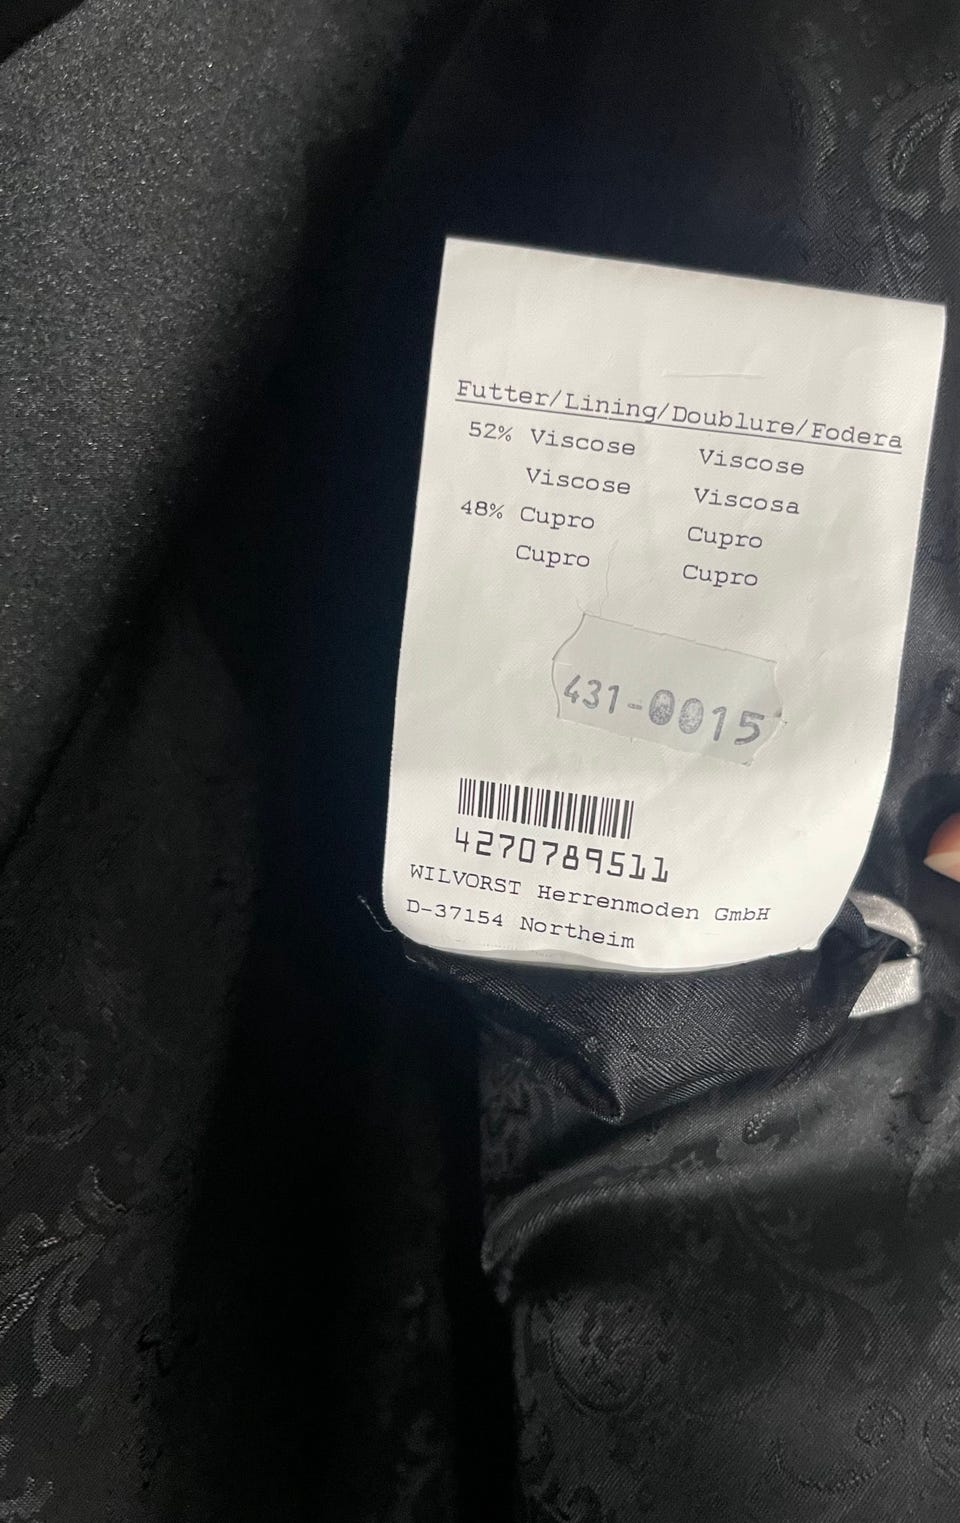 Futter/Lining/Doublure/Fodera
52% Viscose Viscose
Viscose Viscosa
48% Cupro Cupro
Cupro Cupro
431-0015
4270789511
WILVORST Herrenmoden GmbH
D-37154 Northeim